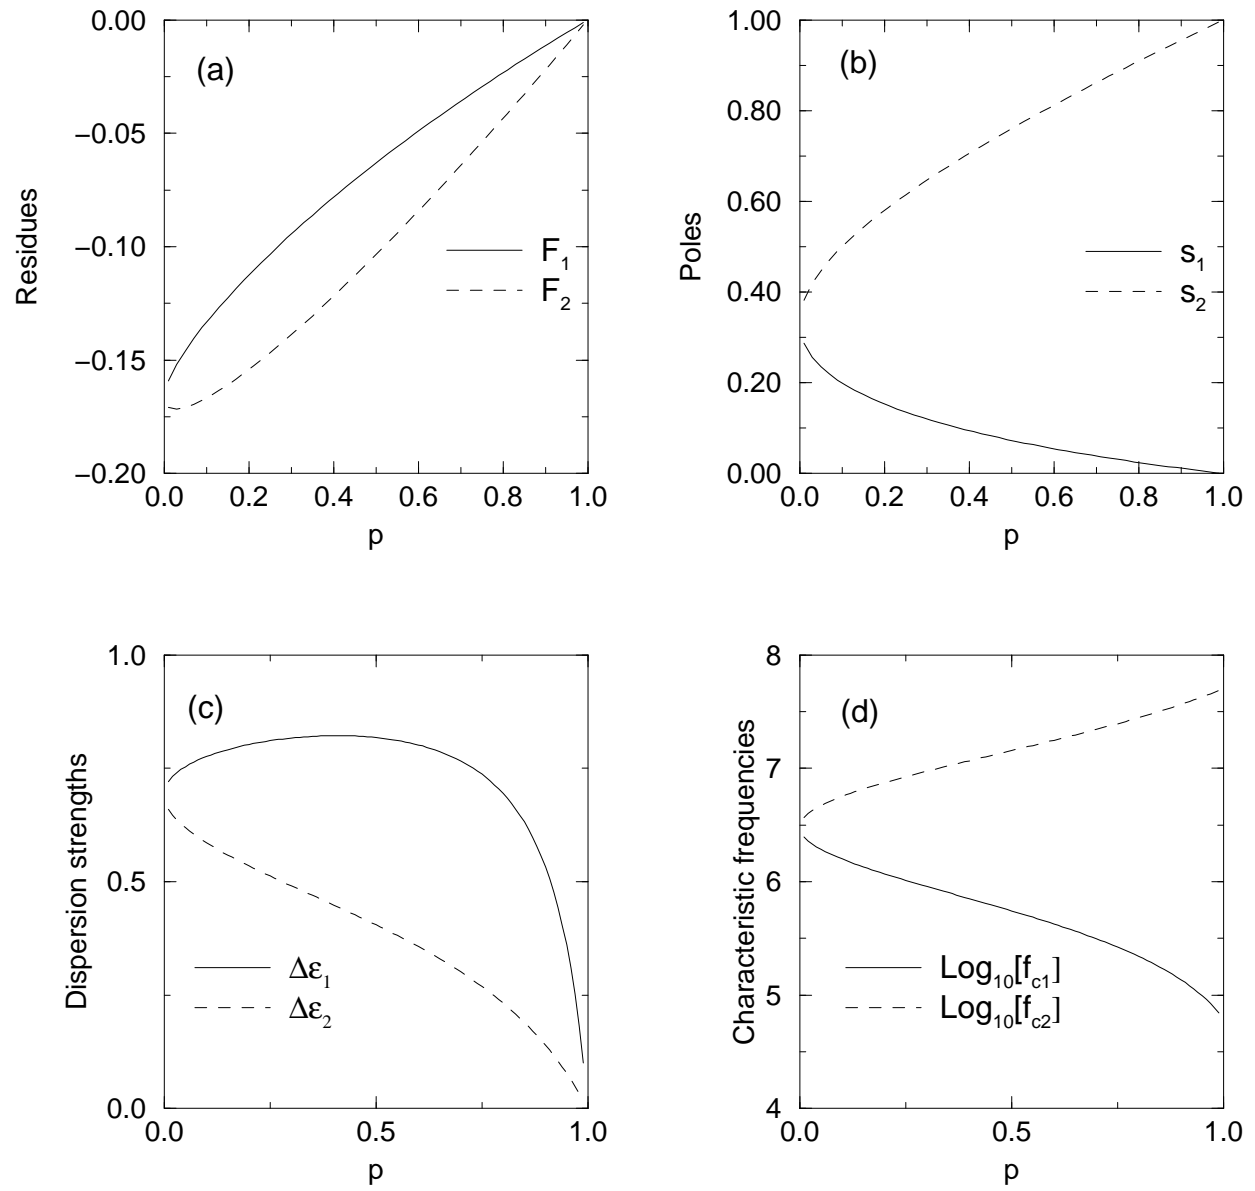 (a)
0.00
−0.05
−0.10
−0.15
−0.20
Residues
F1
F2
0.0 0.2 0.4 0.6 0.8 1.0
p
(b)
1.00
0.80
0.60
0.40
0.20
0.00
Poles
s1
s2
0.0 0.2 0.4 0.6 0.8 1.0
p
(c)
1.0
0.5
0.0
Dispersion strengths
Δε1
Δε2
0.0 0.5 1.0
p
(d)
8
7
6
5
4
Characteristic frequencies
Log10[fc1]
Log10[fc2]
0.0 0.5 1.0
p